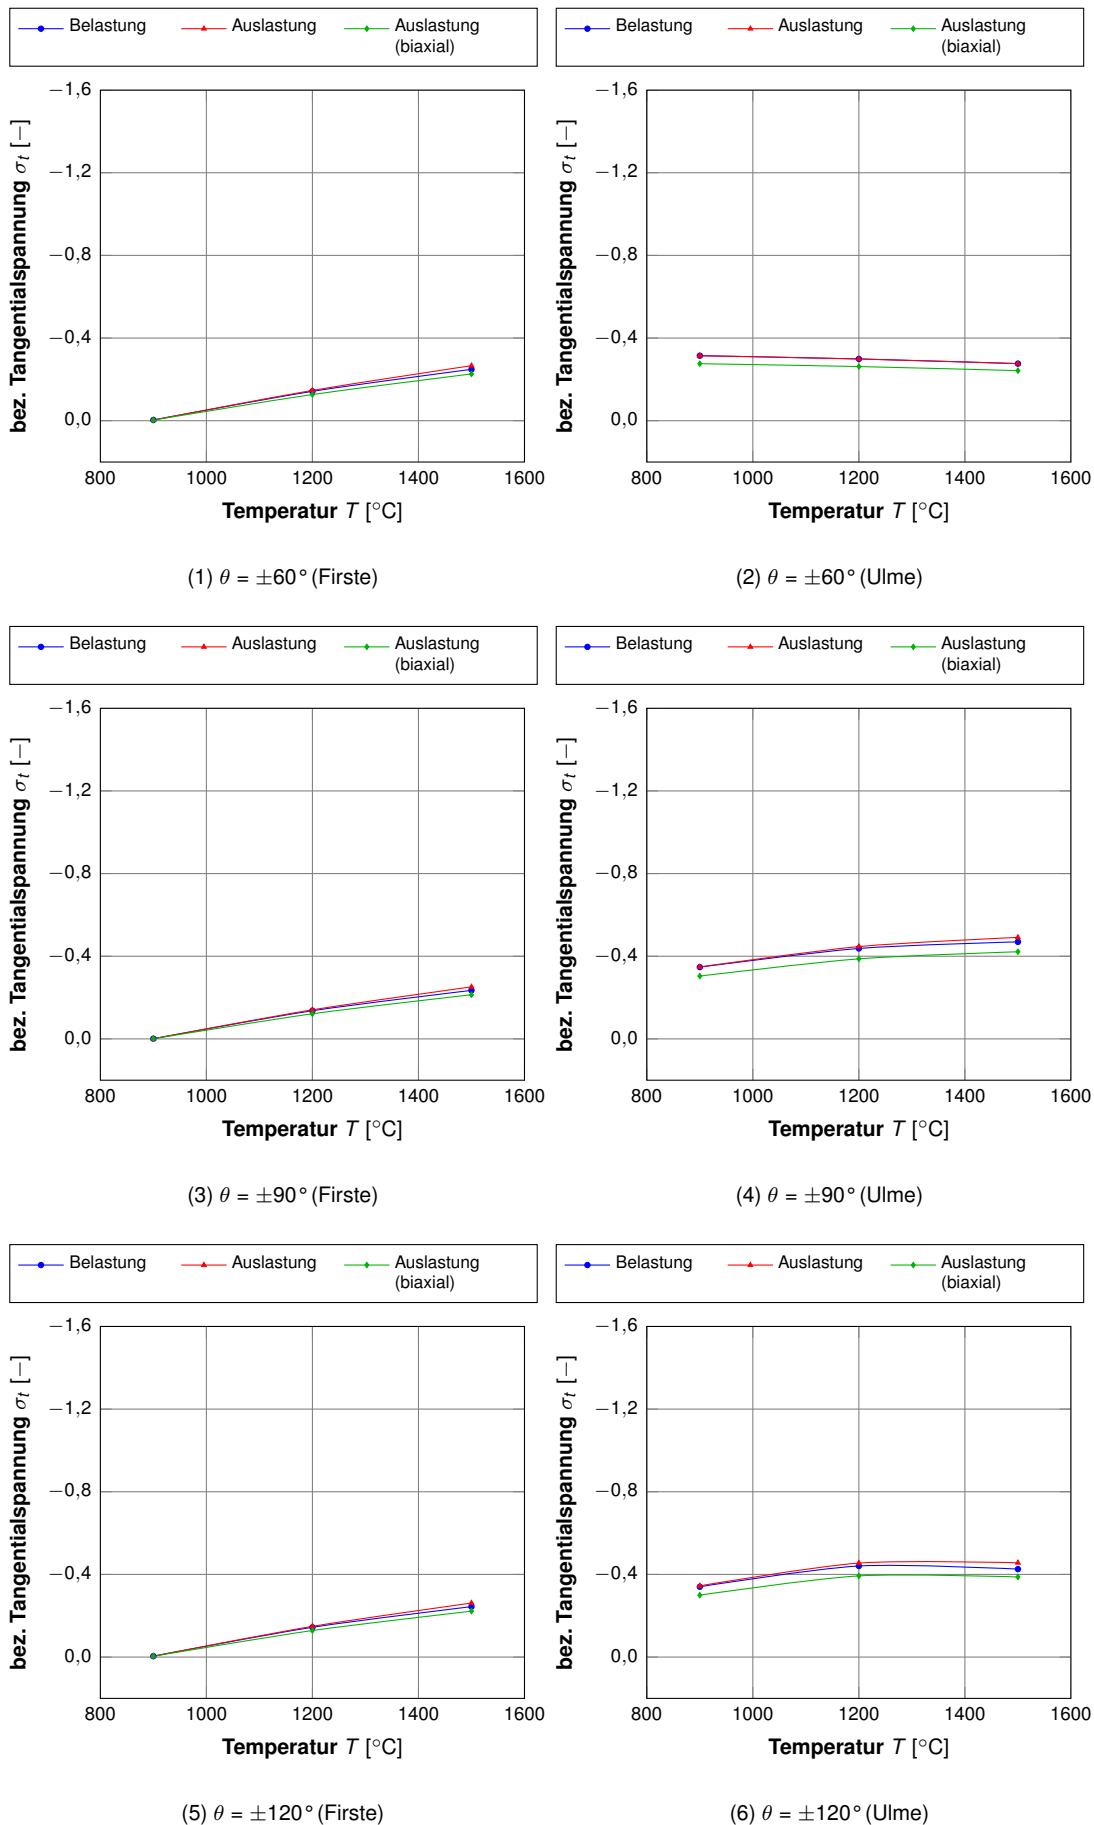 Belastung Auslastung Auslastung (biaxial)
Belastung Auslastung Auslastung (biaxial)
−1,6
−1,2
−0,8
−0,4
0,0
800 1000 1200 1400 1600
bez. Tangentialspannung σt [−]
Temperatur T [°C]
(1) θ = ±60° (Firste)
−1,6
−1,2
−0,8
−0,4
0,0
800 1000 1200 1400 1600
bez. Tangentialspannung σt [−]
Temperatur T [°C]
(2) θ = ±60° (Ulme)
Belastung Auslastung Auslastung (biaxial)
Belastung Auslastung Auslastung (biaxial)
−1,6
−1,2
−0,8
−0,4
0,0
800 1000 1200 1400 1600
bez. Tangentialspannung σt [−]
Temperatur T [°C]
(3) θ = ±90° (Firste)
−1,6
−1,2
−0,8
−0,4
0,0
800 1000 1200 1400 1600
bez. Tangentialspannung σt [−]
Temperatur T [°C]
(4) θ = ±90° (Ulme)
Belastung Auslastung Auslastung (biaxial)
Belastung Auslastung Auslastung (biaxial)
−1,6
−1,2
−0,8
−0,4
0,0
800 1000 1200 1400 1600
bez. Tangentialspannung σt [−]
Temperatur T [°C]
(5) θ = ±120° (Firste)
−1,6
−1,2
−0,8
−0,4
0,0
800 1000 1200 1400 1600
bez. Tangentialspannung σt [−]
Temperatur T [°C]
(6) θ = ±120° (Ulme)